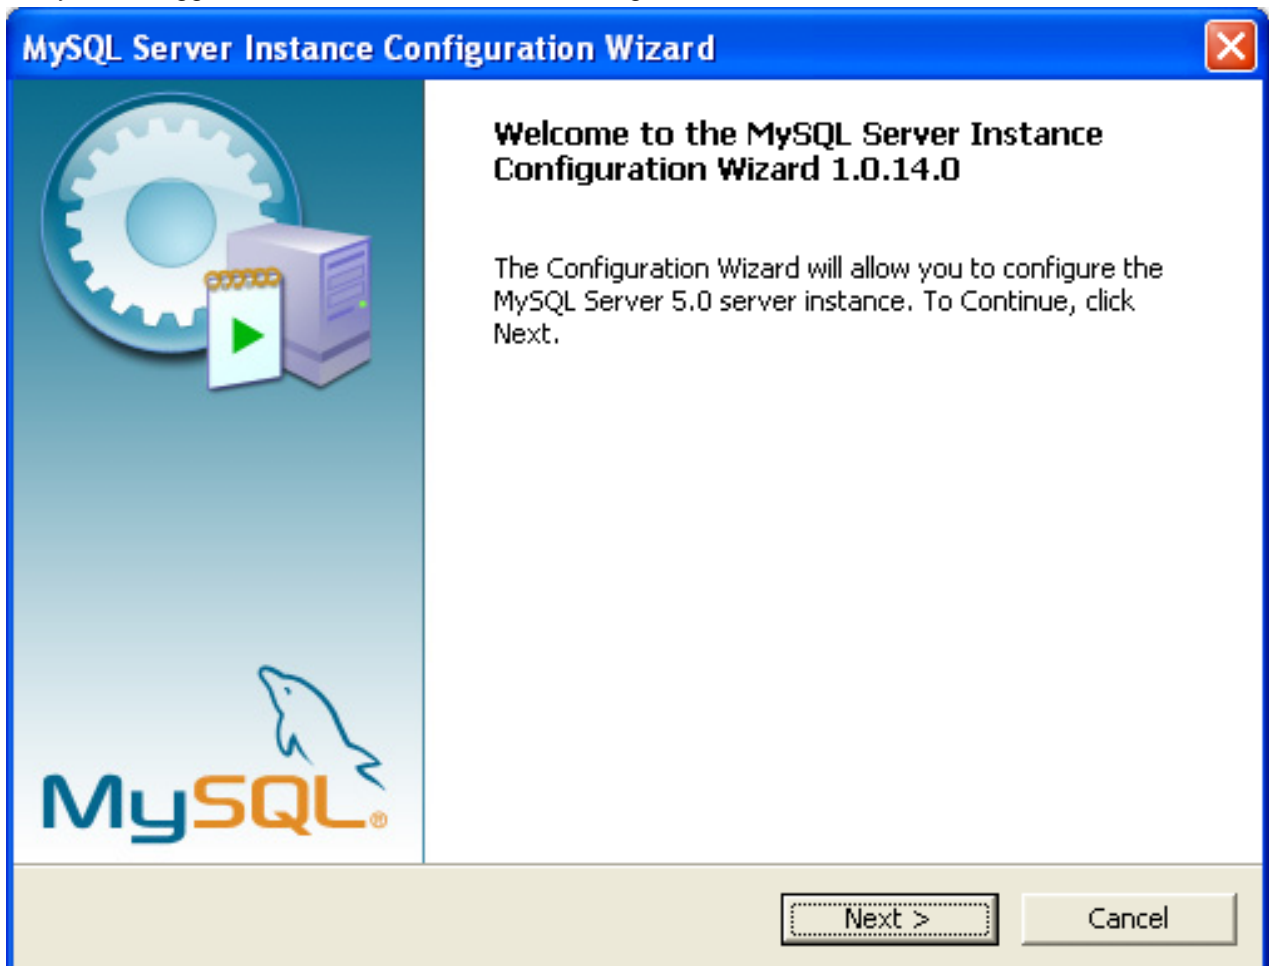 MySQL Server Instance Configuration Wizard
Welcome to the MySQL Server Instance
Configuration Wizard 1.0.14.0
The Configuration Wizard will allow you to configure the
MySQL Server 5.0 server instance. To Continue, click
Next.
MySQL®
Next >
Cancel